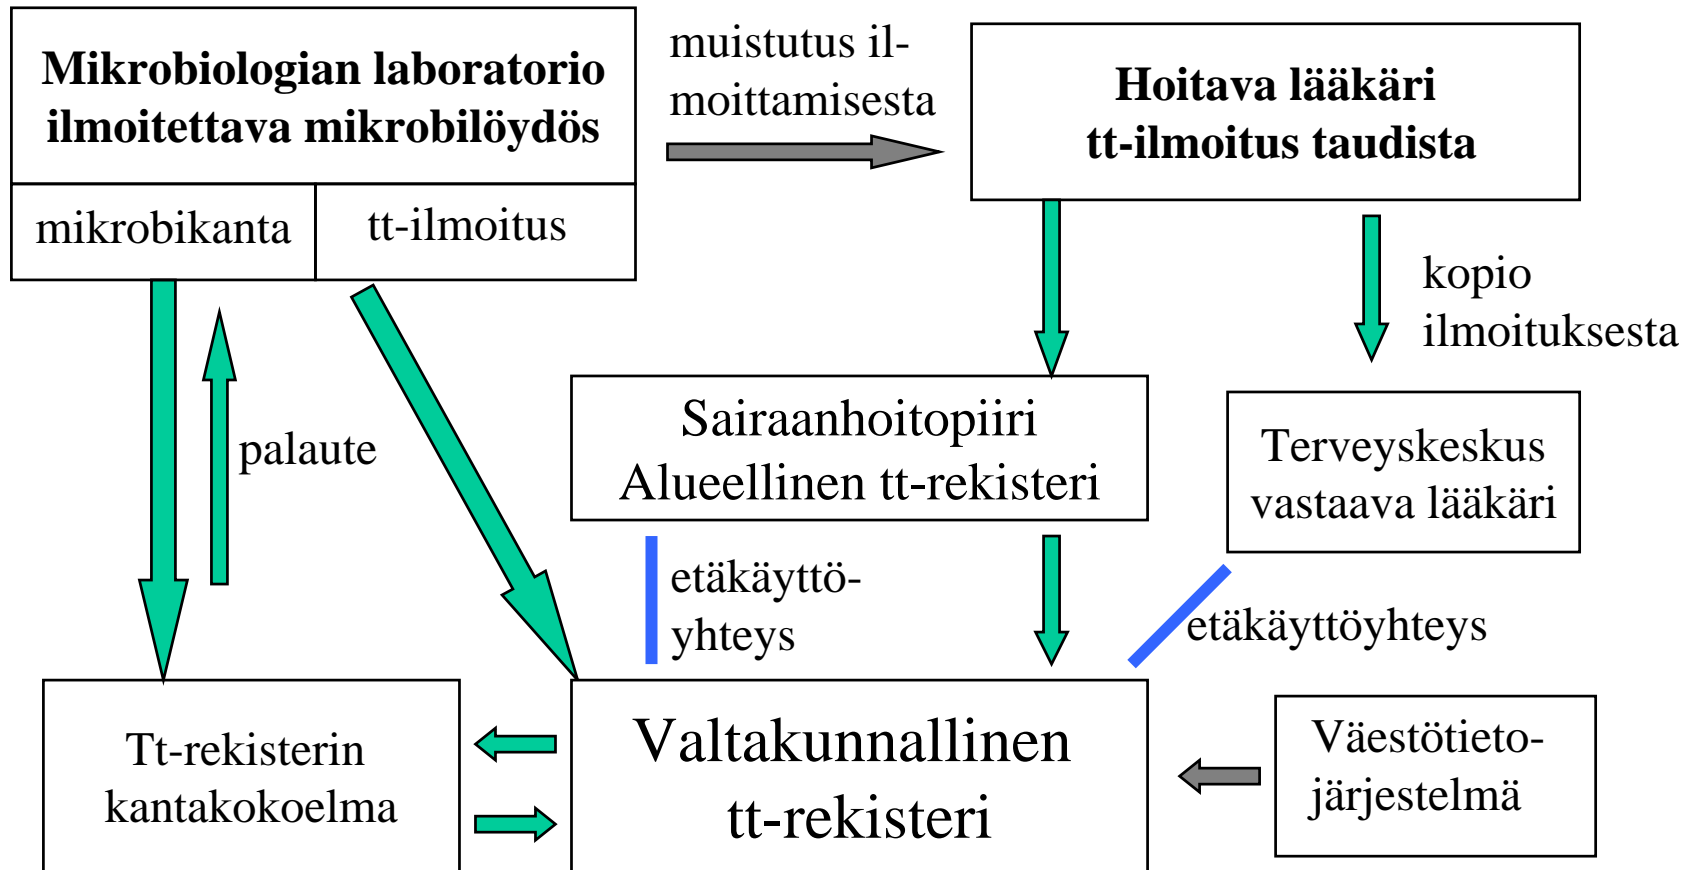 Mikrobiologian laboratorio
ilmoitettava mikrobilöydös
mikrobikanta
tt-ilmoitus
muistutus il-
moittamisesta
Hoitava lääkäri
tt-ilmoitus taudista
kopio
ilmoituksesta
palaute
Sairaanhoitopiiri
Alueellinen tt-rekisteri
Terveyskeskus
vastaava lääkäri
etäkäyttö-
yhteys
etäkäyttöyhteys
Tt-rekisterin
kantakokoelma
Valtakunnallinen
tt-rekisteri
Väestötieto-
järjestelmä